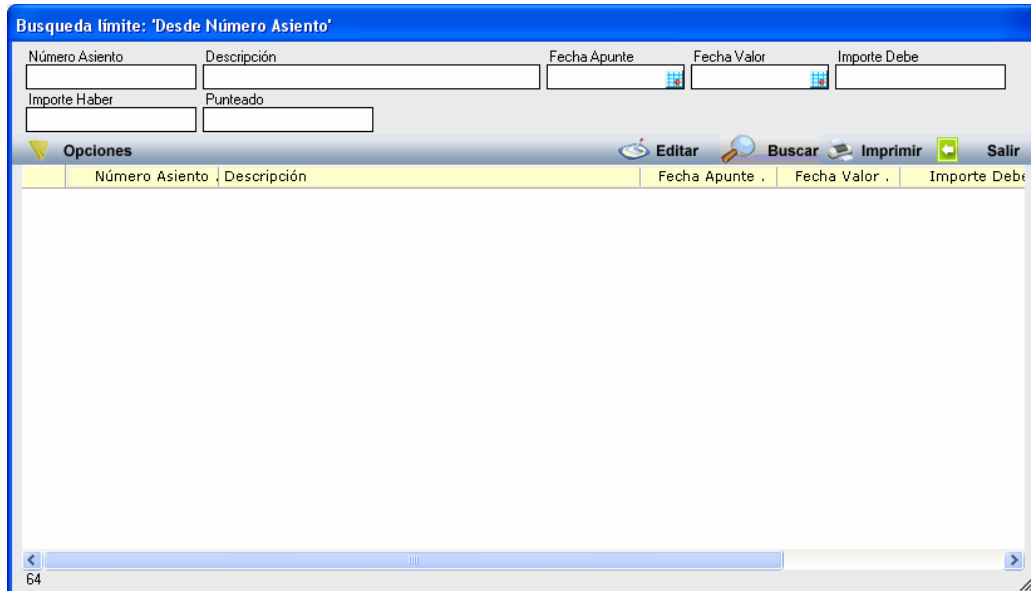 Busqueda límite: 'Desde Número Asiento'
Número Asiento Descripción Fecha Apunte Fecha Valor Importe Debe
Importe Haber Punteado
Opciones Editar Buscar Imprimir Salir
Número Asiento . Descripción Fecha Apunte . Fecha Valor . Importe Debe
64